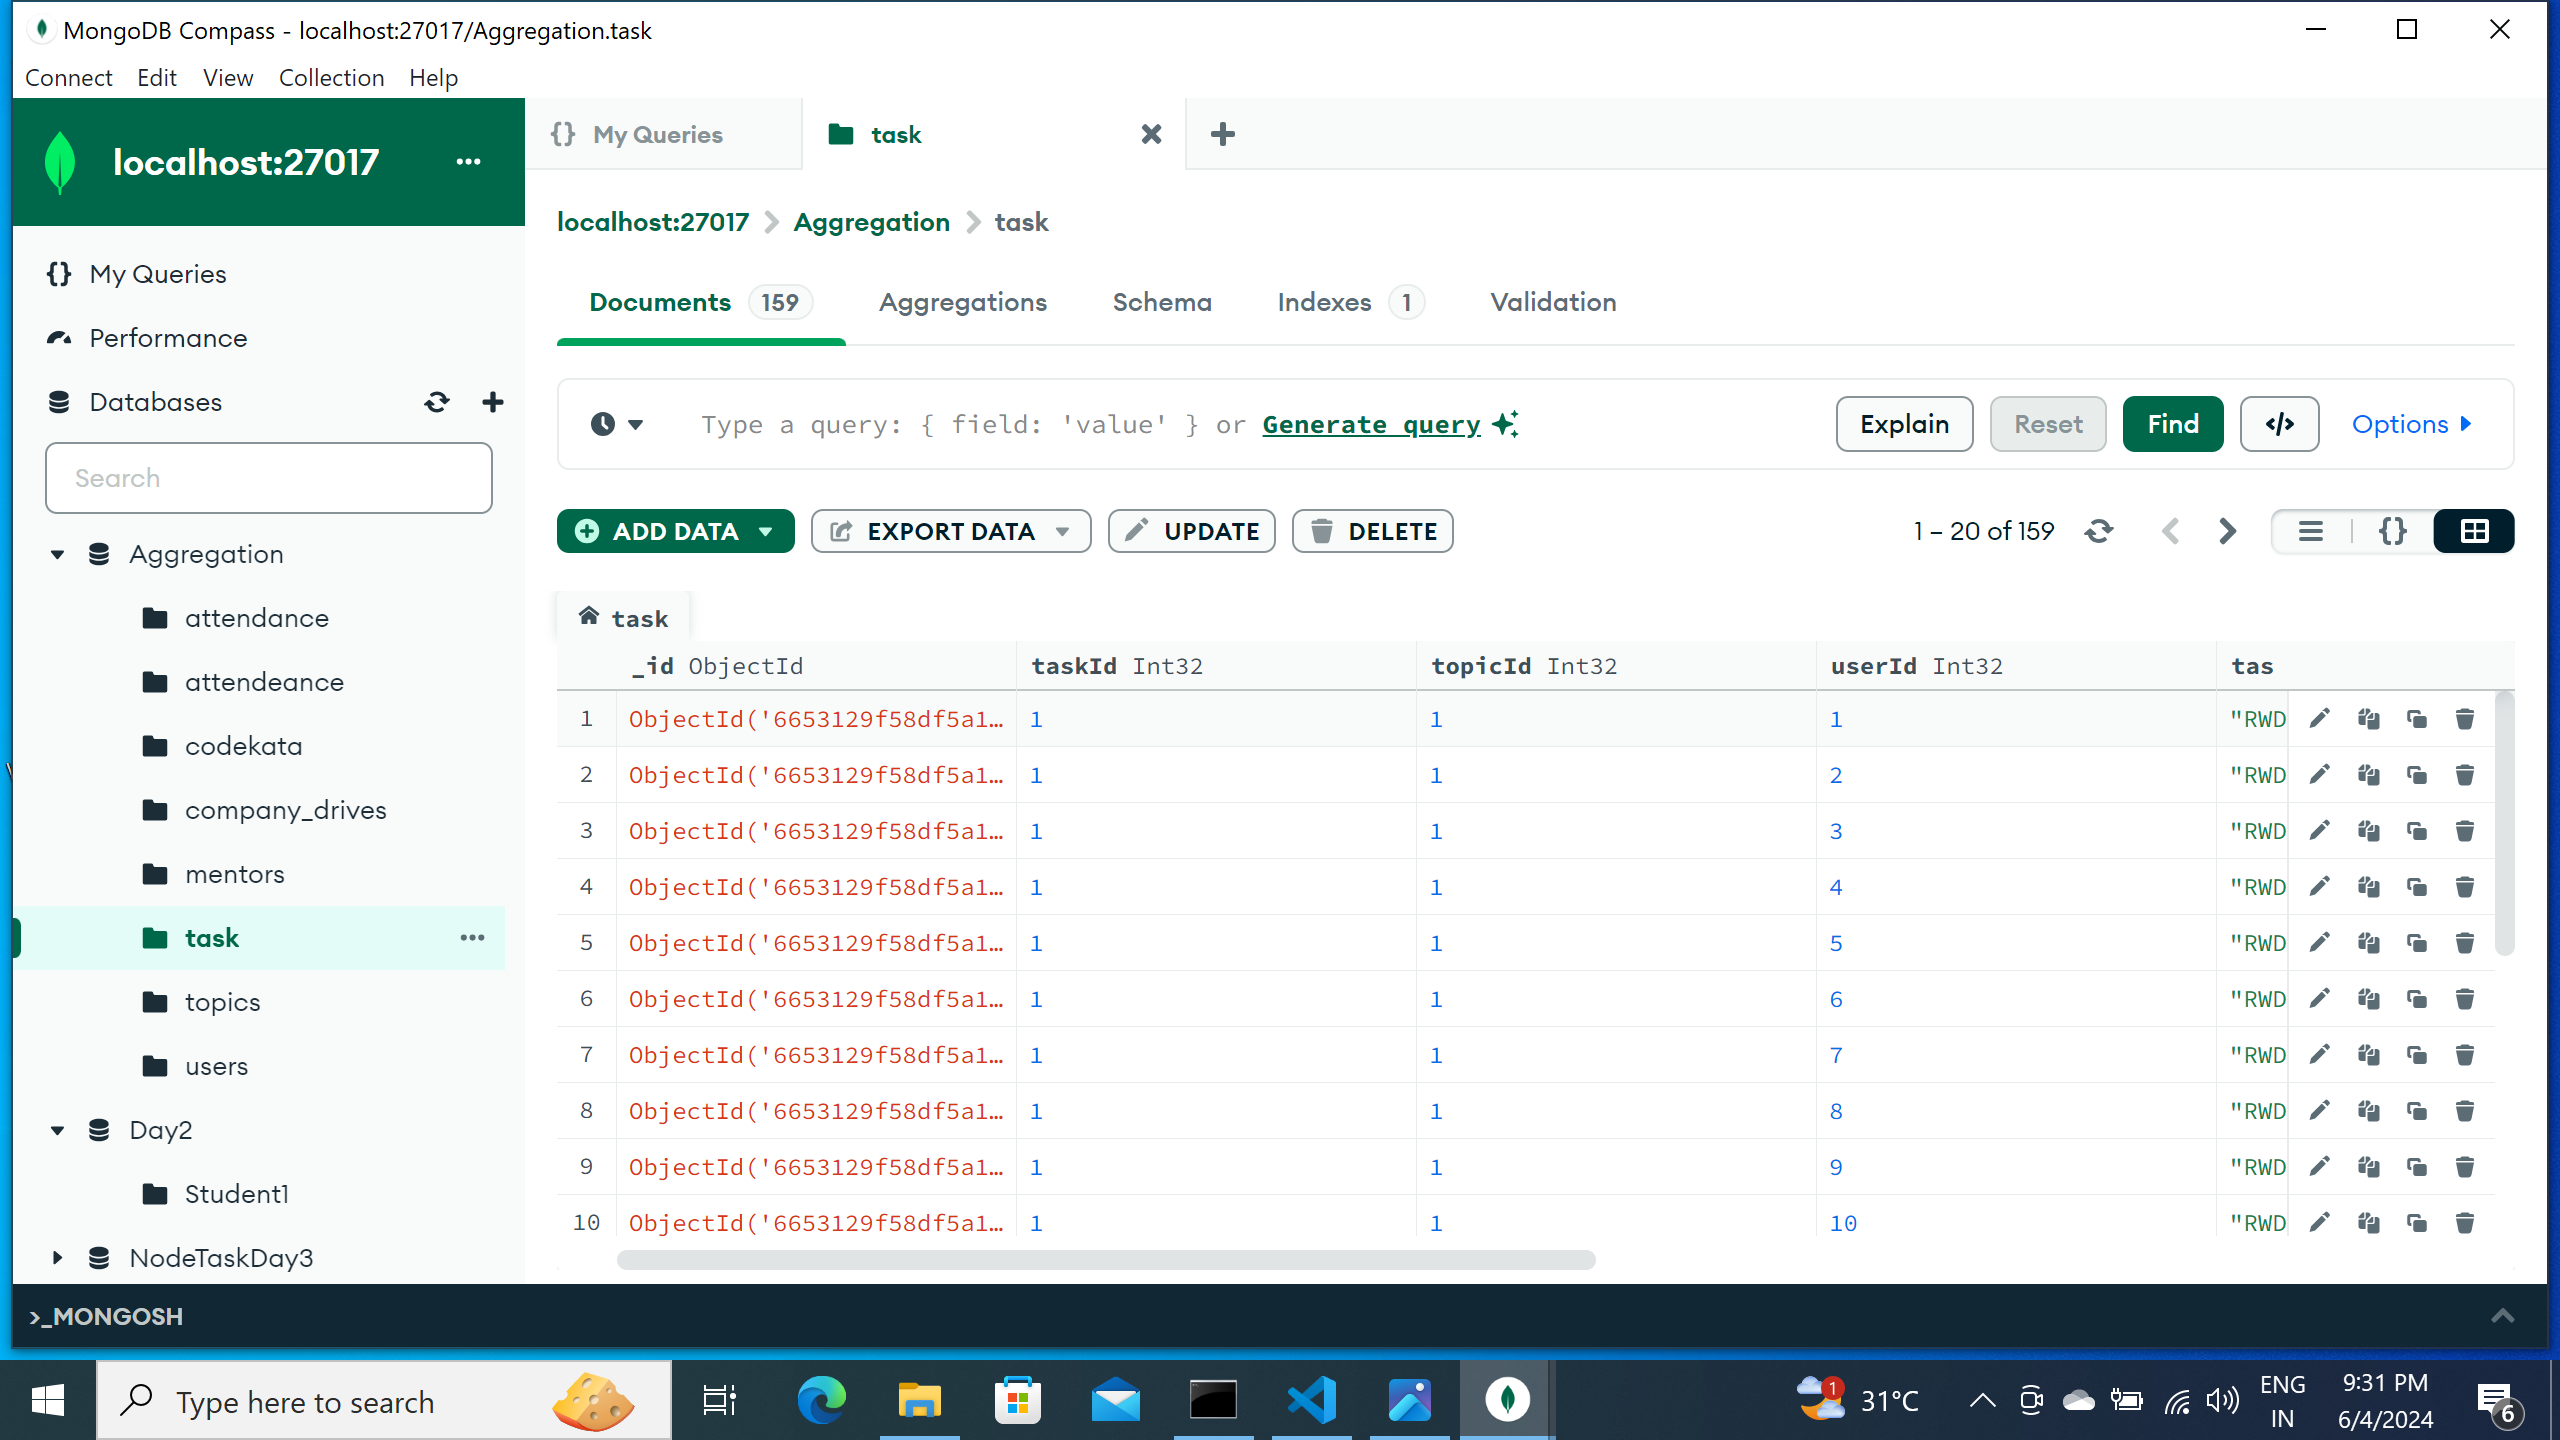 MongoDB Compass - localhost:27017/Aggregation.task
Connect Edit View Collection Help
localhost:27017
My Queries
task
localhost:27017 Aggregation task
My Queries
Performance
Databases
Search
Aggregation
attendance
attendeance
codekata
company_drives
mentors
task
topics
users
Day2
Student1
NodeTaskDay3
Documents 159 Aggregations Schema Indexes 1 Validation
Type a query: { field: 'value' } or Generate query
Explain Reset Find </> Options
ADD DATA EXPORT DATA UPDATE DELETE 1 – 20 of 159 {}
task
_id ObjectId taskId Int32 topicId Int32 userId Int32 tas
1 ObjectId('6653129f58df5a1… 1 1 1 "RWD
2 ObjectId('6653129f58df5a1… 1 1 2 "RWD
3 ObjectId('6653129f58df5a1… 1 1 3 "RWD
4 ObjectId('6653129f58df5a1… 1 1 4 "RWD
5 ObjectId('6653129f58df5a1… 1 1 5 "RWD
6 ObjectId('6653129f58df5a1… 1 1 6 "RWD
7 ObjectId('6653129f58df5a1… 1 1 7 "RWD
8 ObjectId('6653129f58df5a1… 1 1 8 "RWD
9 ObjectId('6653129f58df5a1… 1 1 9 "RWD
10 ObjectId('6653129f58df5a1… 1 1 10 "RWD
>_MONGOSH
Type here to search
1 31°C
ENG
IN
9:31 PM
6/4/2024
6